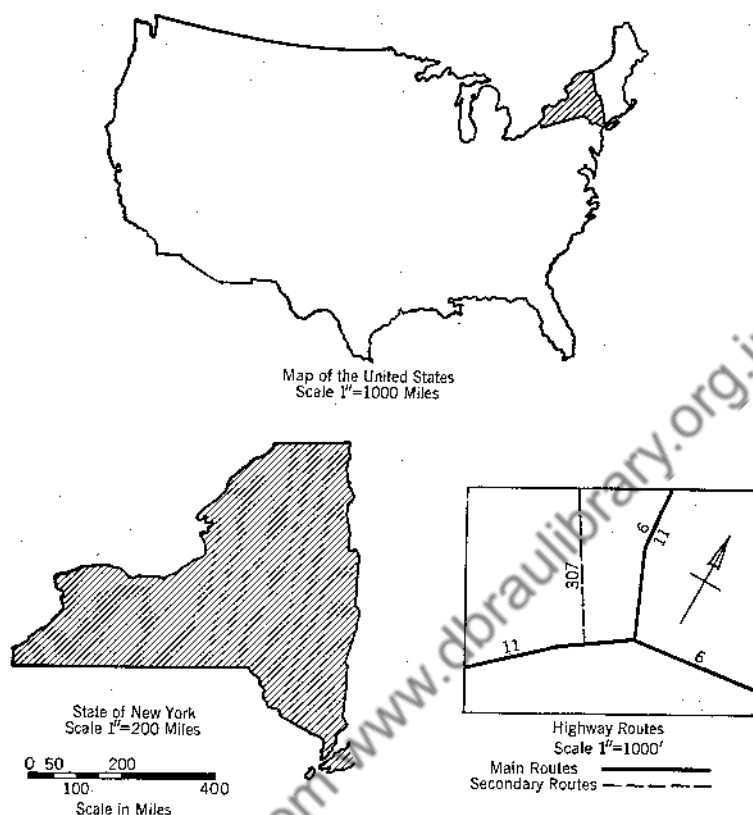 Map of the United States
Scale 1"=1000 Miles
State of New York
Scale 1"=200 Miles
0 50 200
100 400
Scale in Miles
6
11
307
11
6
Highway Routes
Scale 1"=1000'
Main Routes
Secondary Routes
www.dbraulibrary.org.in